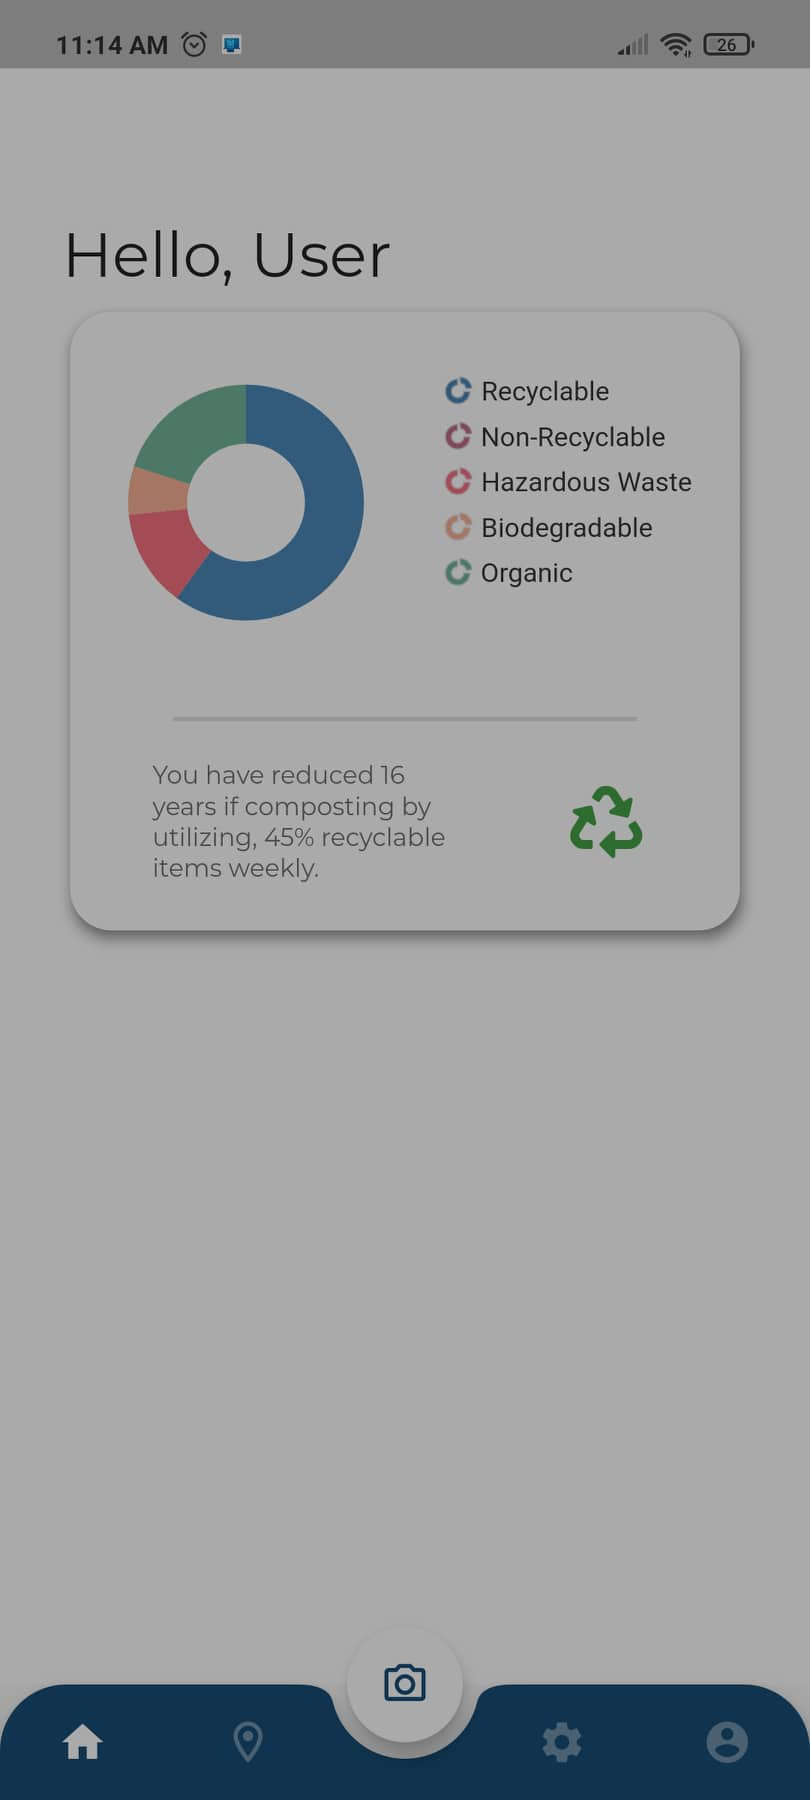 11:14 AM
26
Hello, User
Recyclable
Non-Recyclable
Hazardous Waste
Biodegradable
Organic
You have reduced 16
years if composting by
utilizing, 45% recyclable
items weekly.